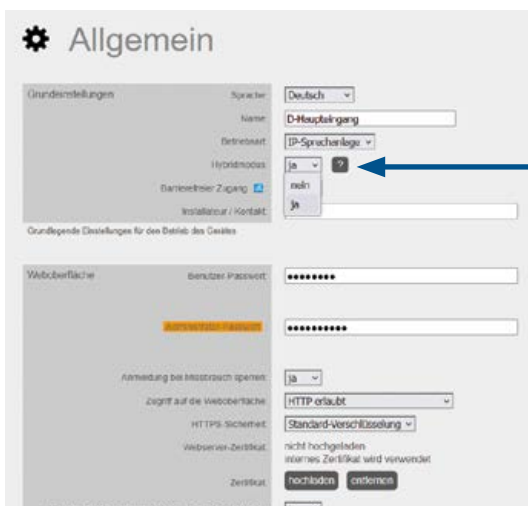 Allgemein
Grundeinstellungen
Sprache
Deutsch
Name
D-Haupteingang
Betriebsart
IP-Sprechanlage
Hybridmodus
ja
?
nein
ja
Barrierefreier Zugang
Installateur / Kontakt
Grundlegende Einstellungen für den Betrieb des Gerätes
Weboberfläche
Benutzer-Passwort
Administrator-Passwort
Anmeldung bei Missbrauch sperren
ja
Zugriff auf die Weboberfläche
HTTP erlaubt
HTTPS-Sicherheit
Standard-Verschlüsselung
Webserver-Zertifikat
nicht hochgeladen
internes Zertifikat wird verwendet
Zertifikat
hochladen
entfernen